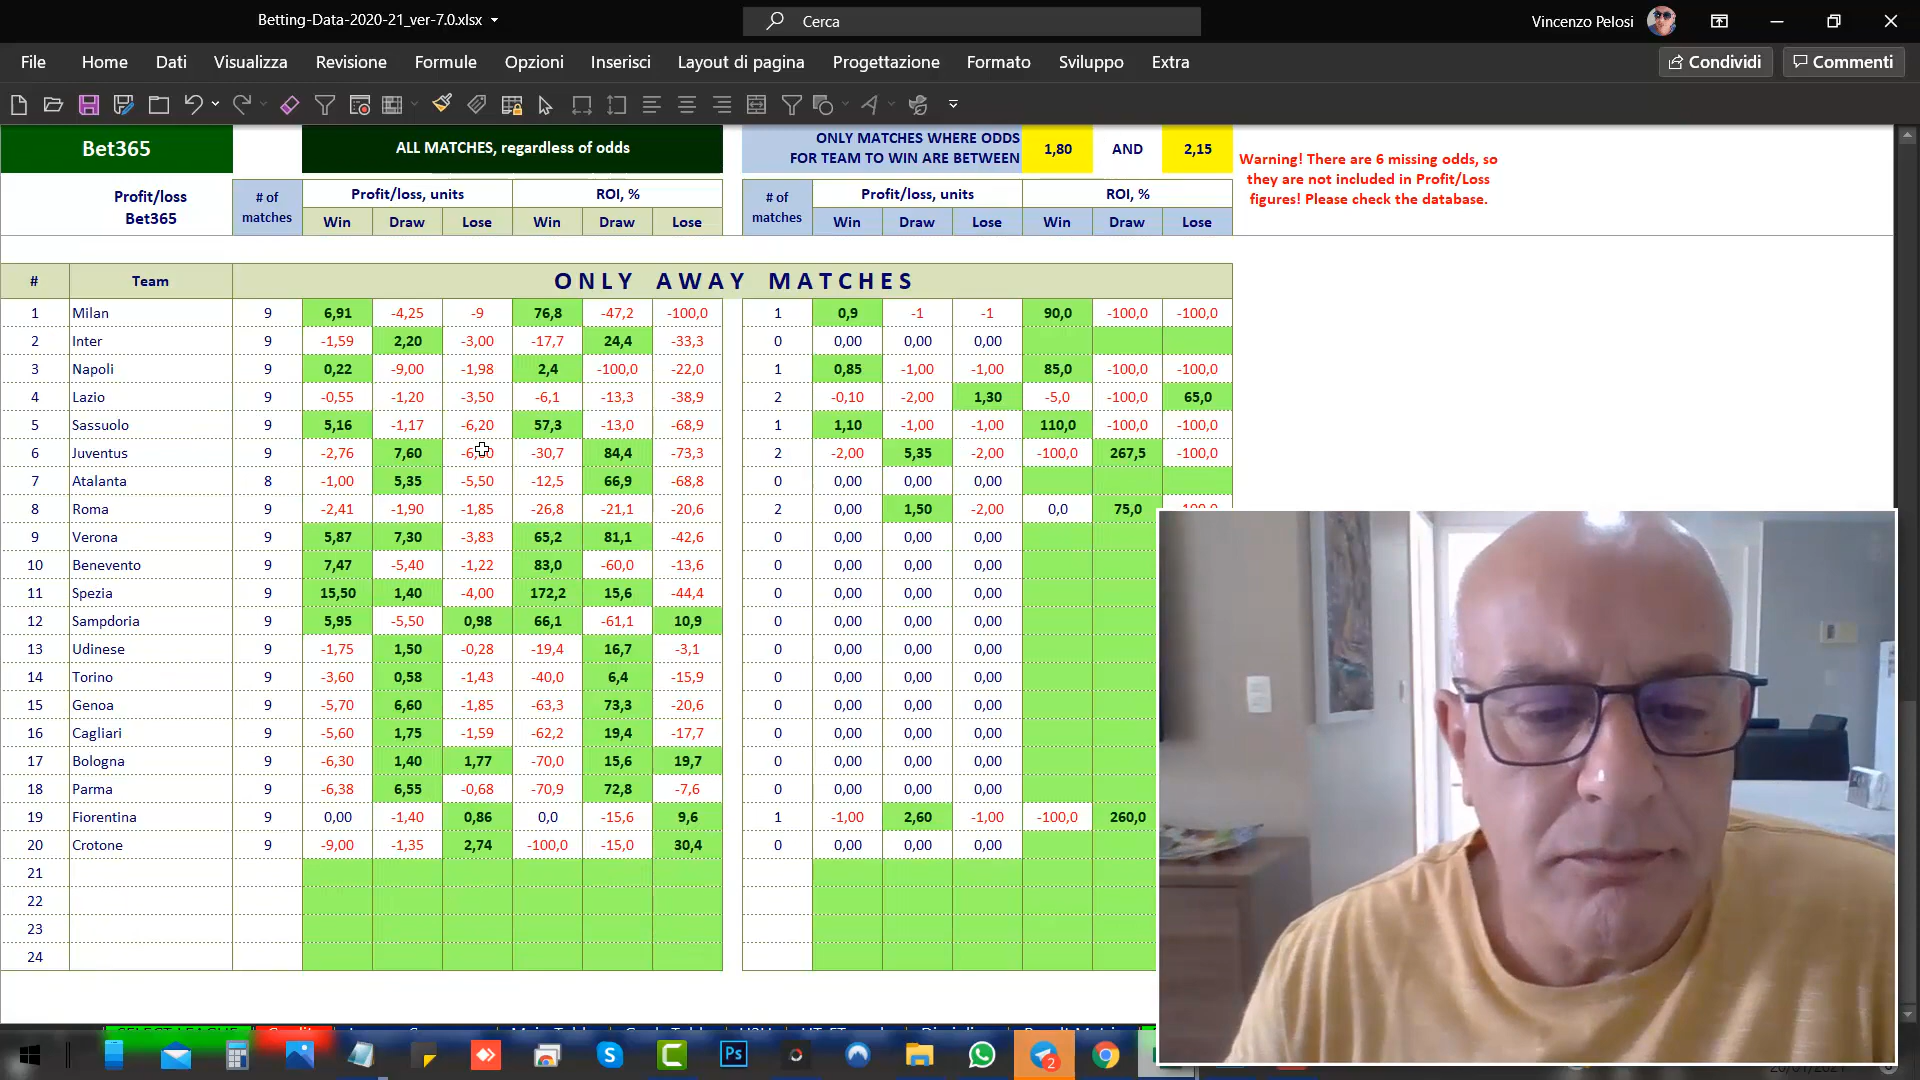 Betting-Data-2020-21_ver-7.0.xlsx
Cerca
Vincenzo Pelosi
File Home Dati Visualizza Revisione Formule Opzioni Inserisci Layout di pagina Progettazione Formato Sviluppo Extra
Condividi
Commenti
Bet365
ALL MATCHES, regardless of odds
ONLY MATCHES WHERE ODDS
FOR TEAM TO WIN ARE BETWEEN
1,80 AND 2,15
Warning! There are 6 missing odds, so
they are not included in Profit/Loss
figures! Please check the database.
Profit/loss
Bet365
# of
matches
Profit/loss, units ROI, %
Win Draw Lose Win Draw Lose
# of
matches
Profit/loss, units ROI, %
Win Draw Lose Win Draw Lose
# Team ONLY AWAY MATCHES
1 Milan 9 6,91 -4,25 -9 76,8 -47,2 -100,0 1 0,9 -1 -1 90,0 -100,0 -100,0
2 Inter 9 -1,59 2,20 -3,00 -17,7 24,4 -33,3 0 0,00 0,00 0,00
3 Napoli 9 0,22 -9,00 -1,98 2,4 -100,0 -22,0 1 0,85 -1,00 -1,00 85,0 -100,0 -100,0
4 Lazio 9 -0,55 -1,20 -3,50 -6,1 -13,3 -38,9 2 -0,10 -2,00 1,30 -5,0 -100,0 65,0
5 Sassuolo 9 5,16 -1,17 -6,20 57,3 -13,0 -68,9 1 1,10 -1,00 -1,00 110,0 -100,0 -100,0
6 Juventus 9 -2,76 7,60 -30,7 84,4 -73,3 2 -2,00 5,35 -2,00 -100,0 267,5 -100,0
7 Atalanta 8 -1,00 5,35 -5,50 -12,5 66,9 -68,8 0 0,00 0,00 0,00
8 Roma 9 -2,41 -1,90 -1,85 -26,8 -21,1 -20,6 2 0,00 1,50 -2,00 0,0 75,0
9 Verona 9 5,87 7,30 -3,83 65,2 81,1 -42,6 0 0,00 0,00 0,00
10 Benevento 9 7,47 -5,40 -1,22 83,0 -60,0 -13,6 0 0,00 0,00 0,00
11 Spezia 9 15,50 1,40 -4,00 172,2 15,6 -44,4 0 0,00 0,00 0,00
12 Sampdoria 9 5,95 -5,50 0,98 66,1 -61,1 10,9 0 0,00 0,00 0,00
13 Udinese 9 -1,75 1,50 -0,28 -19,4 16,7 -3,1 0 0,00 0,00 0,00
14 Torino 9 -3,60 0,58 -1,43 -40,0 6,4 -15,9 0 0,00 0,00 0,00
15 Genoa 9 -5,70 6,60 -1,85 -63,3 73,3 -20,6 0 0,00 0,00 0,00
16 Cagliari 9 -5,60 1,75 -1,59 -62,2 19,4 -17,7 0 0,00 0,00 0,00
17 Bologna 9 -6,30 1,40 1,77 -70,0 15,6 19,7 0 0,00 0,00 0,00
18 Parma 9 -6,38 6,55 -0,68 -70,9 72,8 -7,6 0 0,00 0,00 0,00
19 Fiorentina 9 0,00 -1,40 0,86 0,0 -15,6 9,6 1 -1,00 2,60 -1,00 -100,0 260,0
20 Crotone 9 -9,00 -1,35 2,74 -100,0 -15,0 30,4 0 0,00 0,00 0,00
21
22
23
24
Ps
2